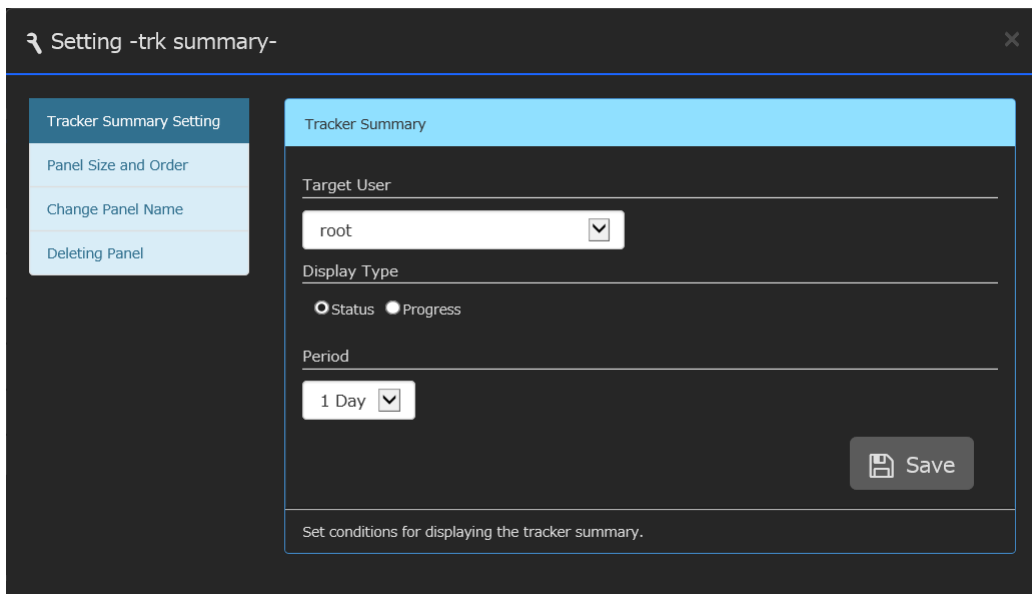 Setting -trk summary-
Tracker Summary Setting
Panel Size and Order
Change Panel Name
Deleting Panel
Tracker Summary
Target User
root
Display Type
Status Progress
Period
1 Day
Save
Set conditions for displaying the tracker summary.